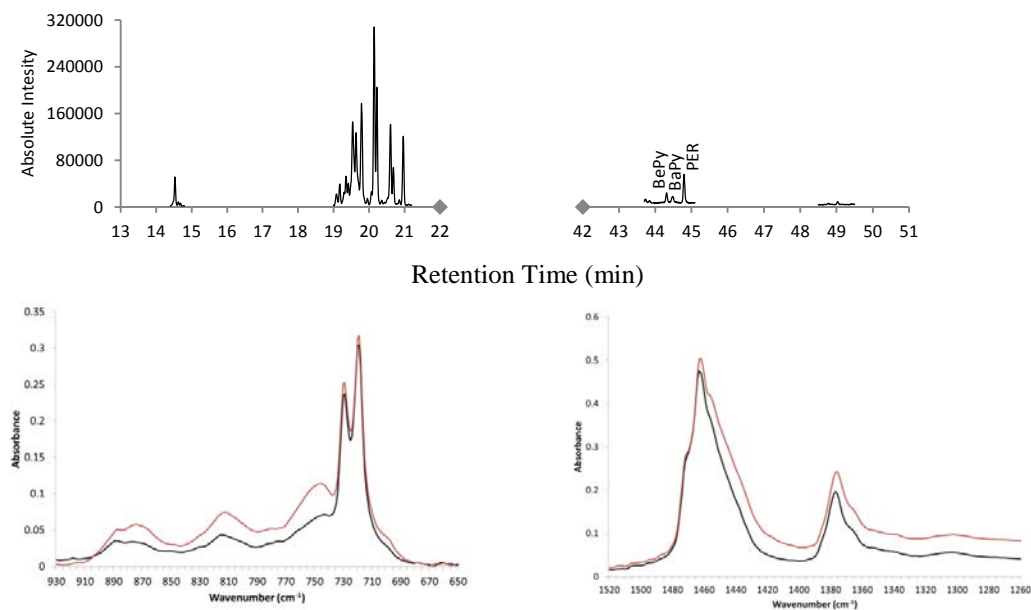 320000
240000
160000
80000
0
Absolute Intesity
13 14 15 16 17 18 19 20 21 22
BePy
BaPy
PER
42 43 44 45 46 47 48 49 50 51
Retention Time (min)
0.35
0.3
0.25
0.2
0.15
0.1
0.05
0
Absorbance
930 910 890 870 850 830 810 790 770 750 730 710 690 670 650
Wavenumber (cm⁻¹)
0.6
0.5
0.4
0.3
0.2
0.1
0
Absorbance
1520 1500 1480 1460 1440 1420 1400 1380 1360 1340 1320 1300 1280 1260
Wavenumber (cm⁻¹)